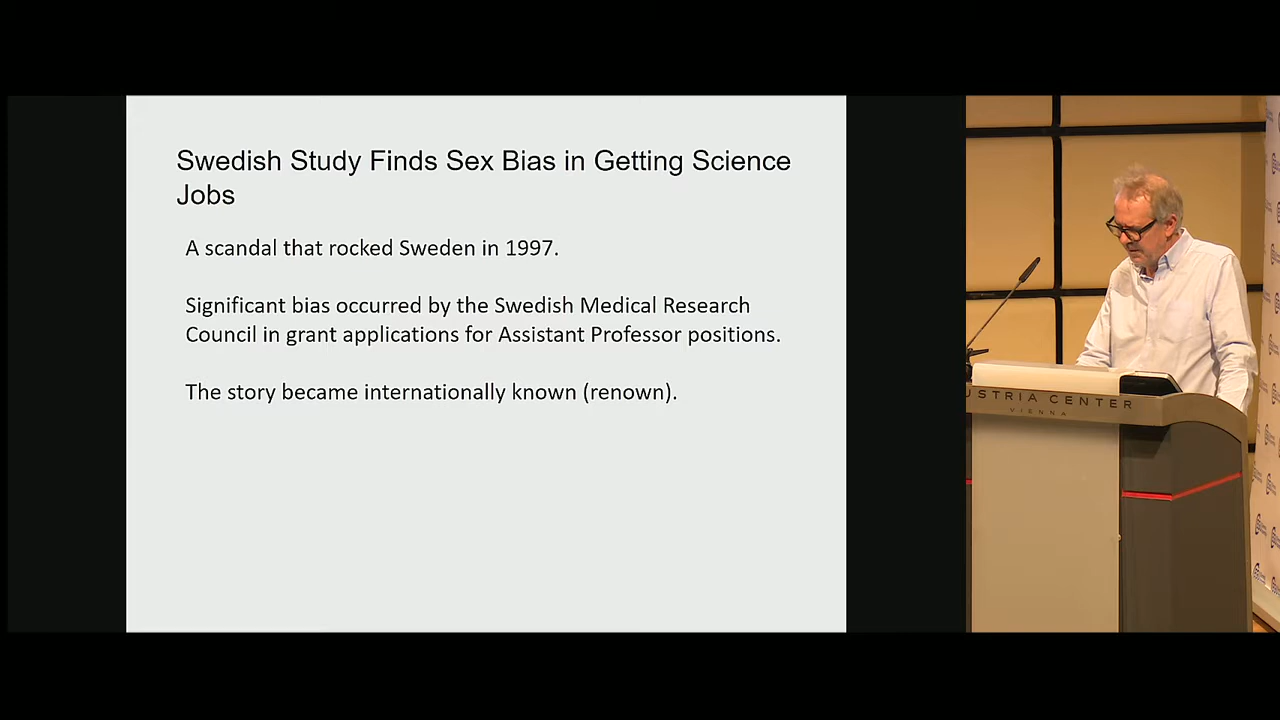 Swedish Study Finds Sex Bias in Getting Science
Jobs
A scandal that rocked Sweden in 1997.
Significant bias occurred by the Swedish Medical Research
Council in grant applications for Assistant Professor positions.
The story became internationally known (renown).
USTRIA CENTER
VIENNA